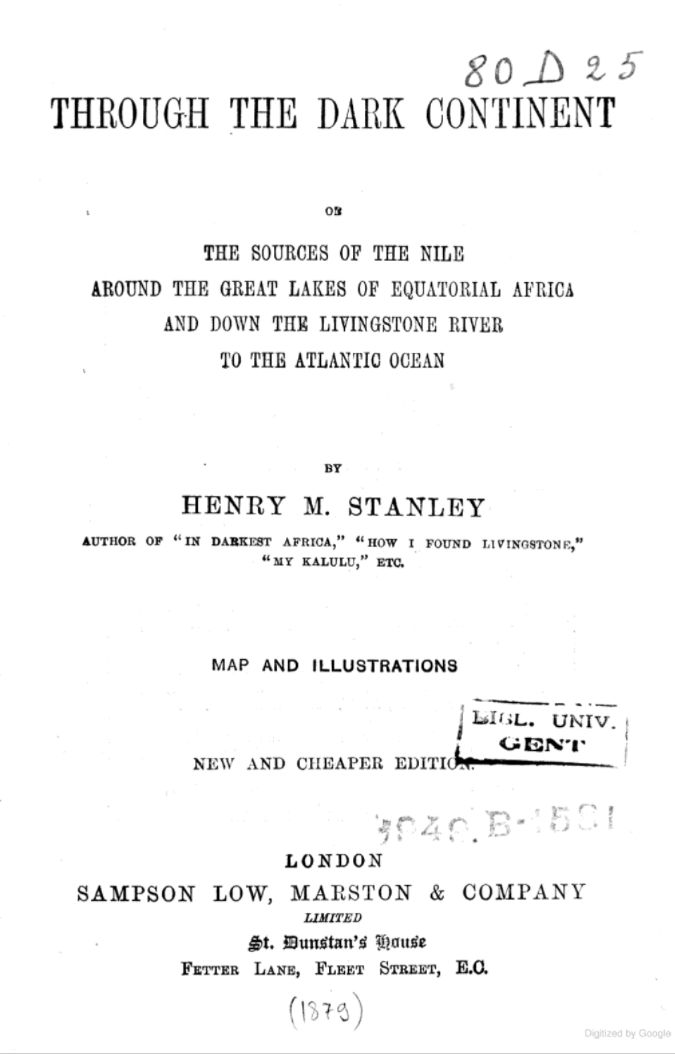 80 D 25
THROUGH THE DARK CONTINENT
OR
THE SOURCES OF THE NILE
AROUND THE GREAT LAKES OF EQUATORIAL AFRICA
AND DOWN THE LIVINGSTONE RIVER
TO THE ATLANTIC OCEAN
BY
HENRY M. STANLEY
AUTHOR OF “IN DARKEST AFRICA,” “HOW I FOUND LIVINGSTONE,”
“MY KALULU,” ETC.
MAP AND ILLUSTRATIONS
BIBL. UNIV.
GENT
NEW AND CHEAPER EDITION.
LONDON
SAMPSON LOW, MARSTON & COMPANY
LIMITED
St. Dunstan's House
FETTER LANE, FLEET STREET, E.C.
(1879)
Digitized by Google